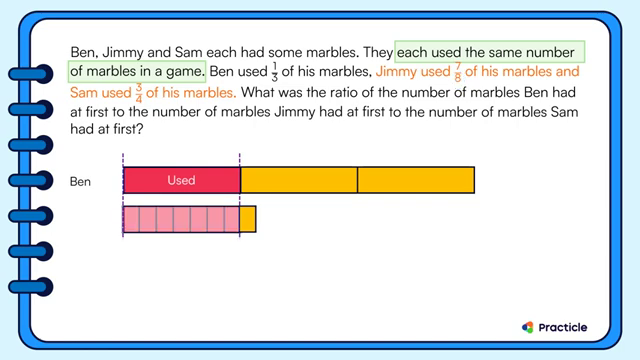 Ben, Jimmy and Sam each had some marbles. They each used the same number
of marbles in a game. Ben used 1/3 of his marbles, Jimmy used 7/8 of his marbles and
Sam used 3/4 of his marbles. What was the ratio of the number of marbles Ben had
at first to the number of marbles Jimmy had at first to the number of marbles Sam
had at first?
Ben
Used
Practicle